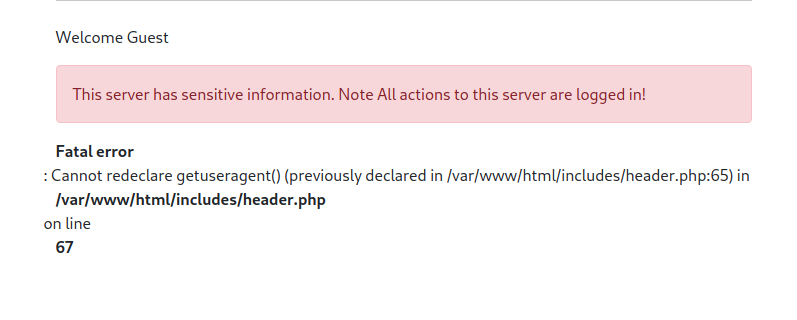 Welcome Guest
This server has sensitive information. Note All actions to this server are logged in!
Fatal error
: Cannot redeclare getuseragent() (previously declared in /var/www/html/includes/header.php:65) in
/var/www/html/includes/header.php
on line
67